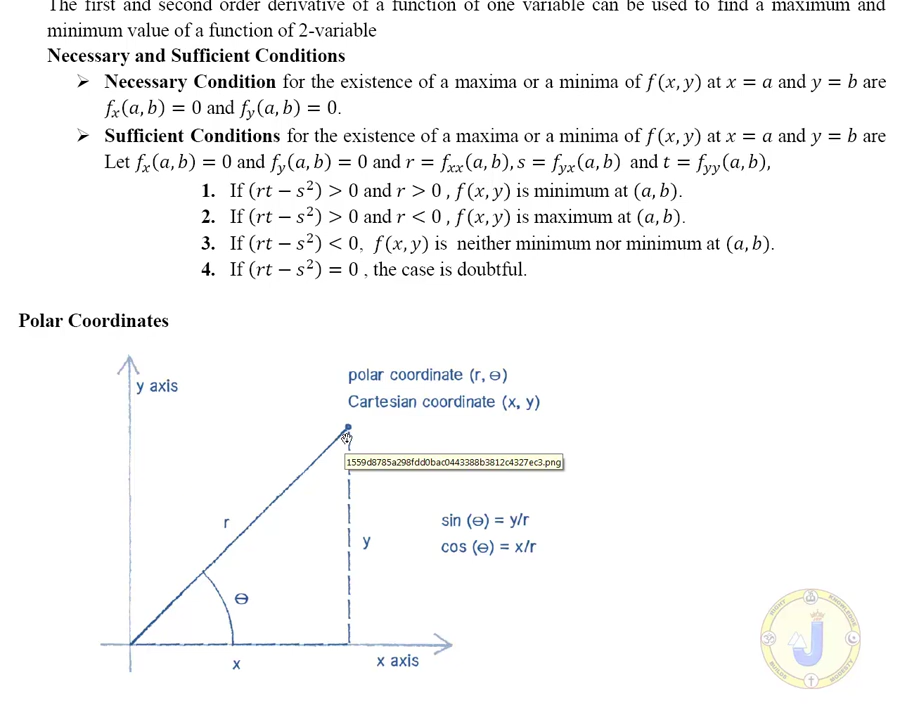 The first and second order derivative of a function of one variable can be used to find a maximum and
minimum value of a function of 2-variable
Necessary and Sufficient Conditions
➢ Necessary Condition for the existence of a maxima or a minima of f(x, y) at x = a and y = b are
fₓ(a, b) = 0 and f_y(a, b) = 0.
➢ Sufficient Conditions for the existence of a maxima or a minima of f(x, y) at x = a and y = b are
Let fₓ(a, b) = 0 and f_y(a, b) = 0 and r = fₓₓ(a, b), s = f_yx(a, b) and t = f_yy(a, b),
1. If (rt − s²) > 0 and r > 0 , f(x, y) is minimum at (a, b).
2. If (rt − s²) > 0 and r < 0 , f(x, y) is maximum at (a, b).
3. If (rt − s²) < 0, f(x, y) is neither minimum nor minimum at (a, b).
4. If (rt − s²) = 0 , the case is doubtful.
Polar Coordinates
polar coordinate (r, Θ)
y axis
Cartesian coordinate (x, y)
1559d8785a298fdd0bac0443388b3812c4327ec3.png
r
sin (Θ) = y/r
y
cos (Θ) = x/r
Θ
x
x axis
J